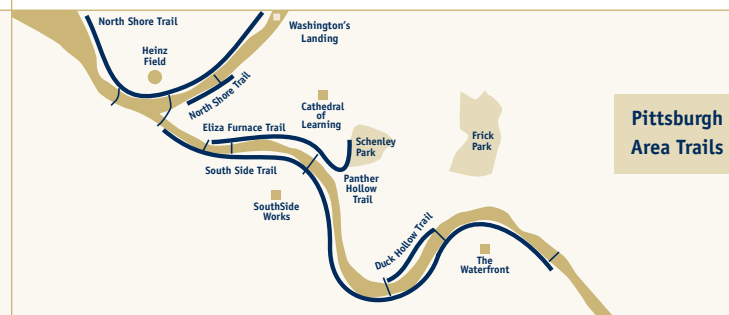 North Shore Trail
Washington's
Landing
Heinz
Field
North Shore Trail
Cathedral
of
Learning
Pittsburgh
Area Trails
Eliza Furnace Trail
Schenley
Park
Frick
Park
South Side Trail
Panther
Hollow
Trail
SouthSide
Works
Duck Hollow Trail
The
Waterfront